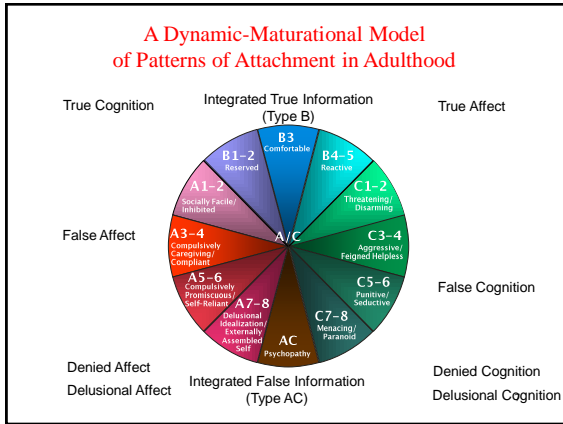 A Dynamic-Maturational Model
of Patterns of Attachment in Adulthood
True Cognition
Integrated True Information
(Type B)
True Affect
B3
Comfortable
B1-2
Reserved
B4-5
Reactive
A1-2
Socially Facile/
Inhibited
C1-2
Threatening/
Disarming
False Affect
A/C
A3-4
Compulsively
Caregiving/
Compliant
C3-4
Aggressive/
Feigned Helpless
A5-6
Compulsively
Promiscuous/
Self-Reliant
C5-6
Punitive/
Seductive
False Cognition
A7-8
Delusional
Idealization/
Externally
Assembled
Self
C7-8
Menacing/
Paranoid
AC
Psychopathy
Denied Affect
Delusional Affect
Integrated False Information
(Type AC)
Denied Cognition
Delusional Cognition